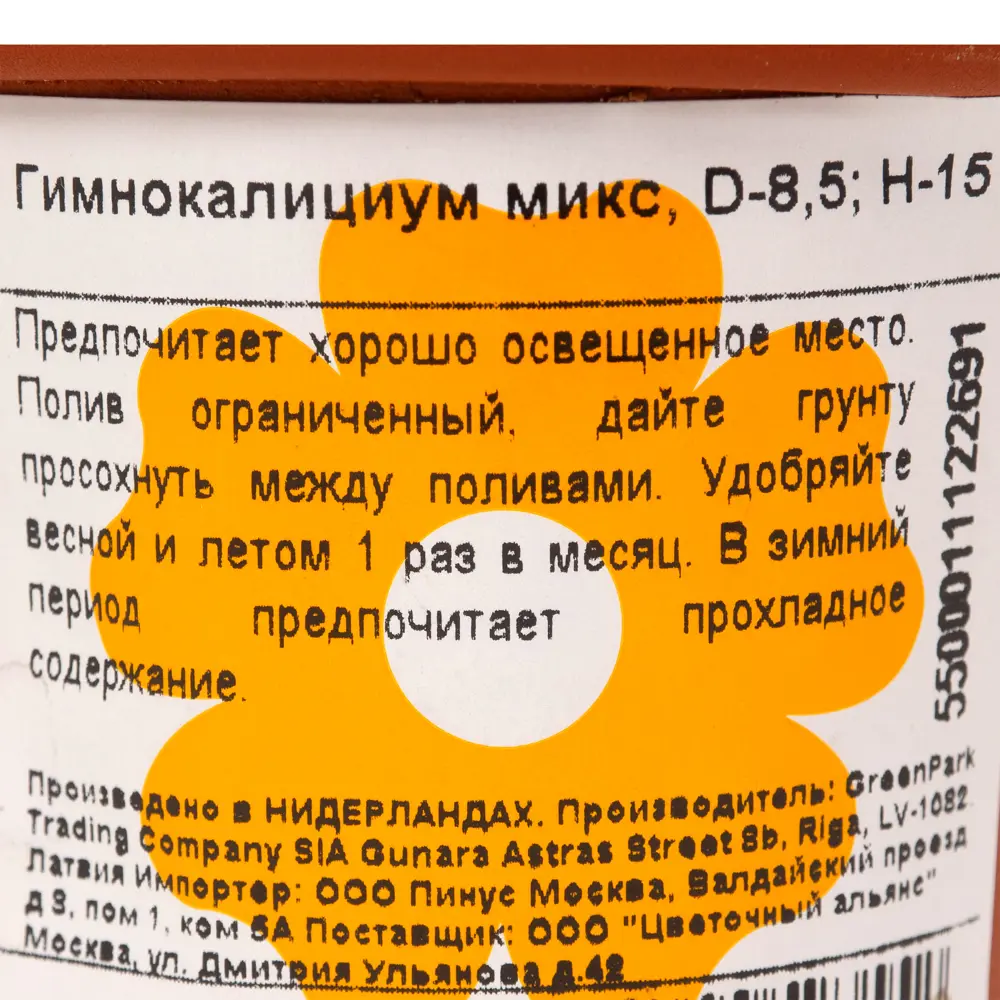 Гимнокалициум микс, D-8,5; H-15
Предпочитает хорошо освещенное место.
Полив ограниченный, дайте грунту
просохнуть между поливами. Удобряйте
весной и летом 1 раз в месяц. В зимний
период предпочитает прохладное
содержание.
5500011122691
Произведено в НИДЕРЛАНДАХ. Производитель: GreenPark
Trading Company SIA Gunara Astras Street 8b, Riga, LV-1082
Латвия Импортер: ООО Пинус Москва, Валдайский проезд
д 8, пом 1, ком 5А Поставщик: ООО "Цветочный альянс"
Москва, ул. Дмитрия Ульянова д.42